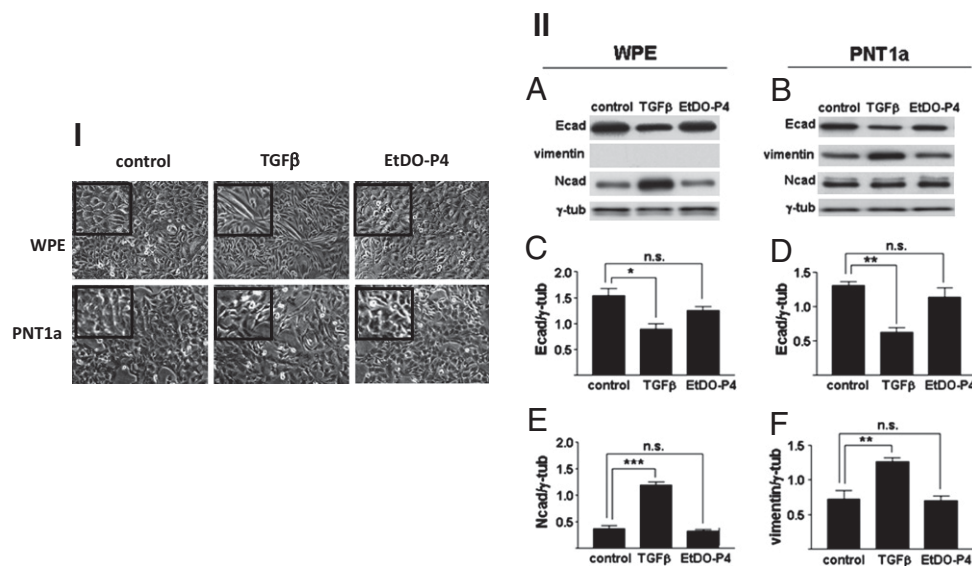 I
control TGFβ EtDO-P4
WPE
PNT1a
II
WPE PNT1a
A
control TGFβ EtDO-P4
Ecad
vimentin
Ncad
γ-tub
B
control TGFβ EtDO-P4
Ecad
vimentin
Ncad
γ-tub
C
n.s.
*
2.0
1.5
1.0
0.5
Ecad/γ-tub
control TGFβ EtDO-P4
D
n.s.
**
1.5
1.0
0.5
Ecad/γ-tub
control TGFβ EtDO-P4
E
n.s.
***
2.0
1.5
1.0
0.5
Ncad/γ-tub
control TGFβ EtDO-P4
F
n.s.
**
1.5
1.0
0.5
vimentin/γ-tub
control TGFβ EtDO-P4